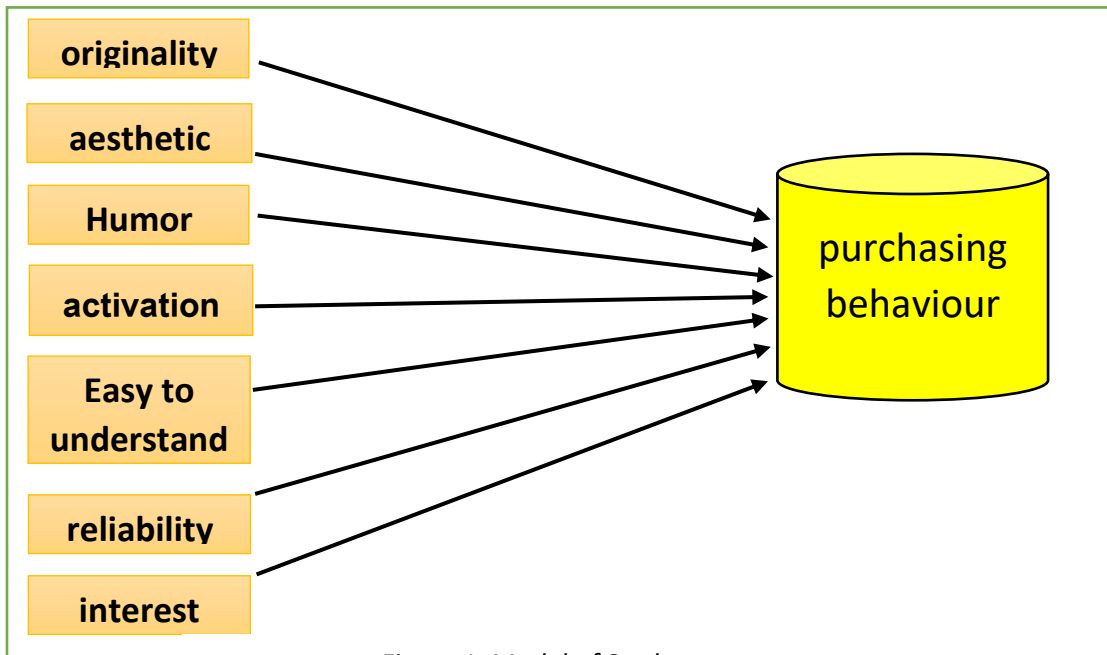 originality
aesthetic
Humor
activation
Easy to
understand
reliability
interest
purchasing
behaviour